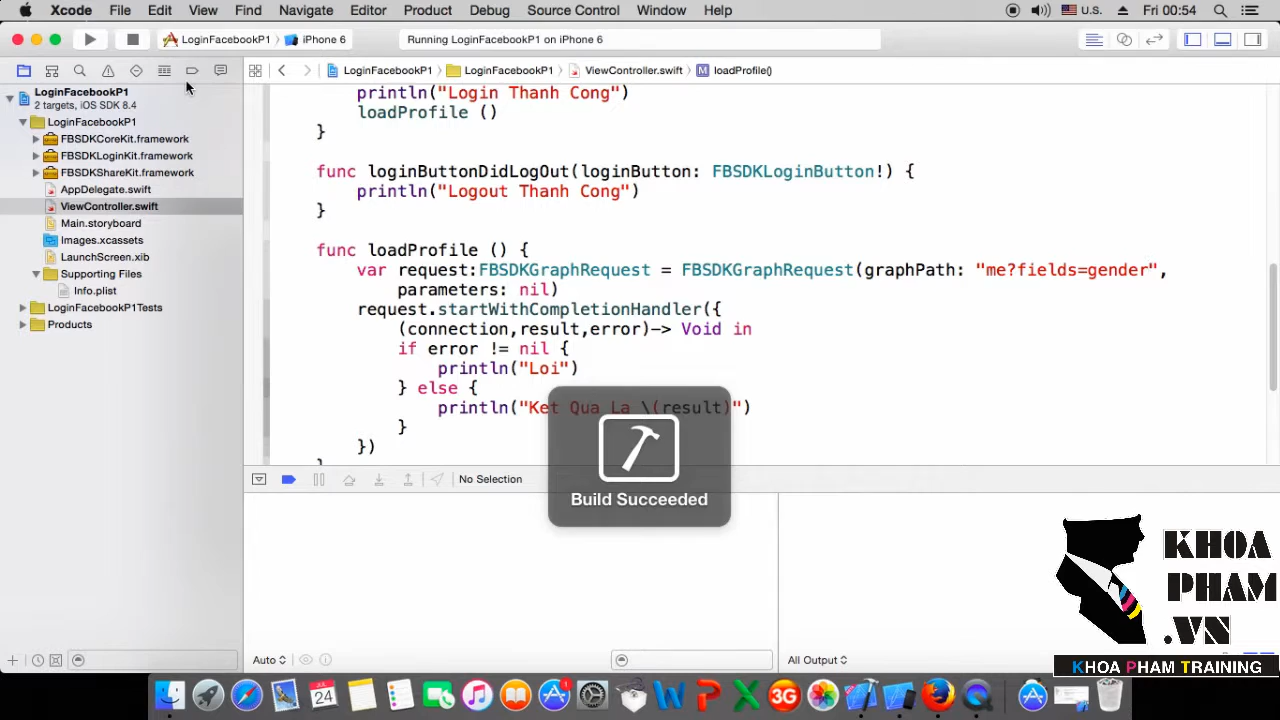 Xcode File Edit View Find Navigate Editor Product Debug Source Control Window Help U.S. Fri 00:54
LoginFacebookP1 iPhone 6 Running LoginFacebookP1 on iPhone 6
LoginFacebookP1 LoginFacebookP1 ViewController.swift M loadProfile()
LoginFacebookP1
2 targets, iOS SDK 8.4
LoginFacebookP1
FBSDKCoreKit.framework
FBSDKLoginKit.framework
FBSDKShareKit.framework
AppDelegate.swift
ViewController.swift
Main.storyboard
Images.xcassets
LaunchScreen.xib
Supporting Files
Info.plist
LoginFacebookP1Tests
Products
println("Login Thanh Cong")
loadProfile ()
}
func loginButtonDidLogOut(loginButton: FBSDKLoginButton!) {
println("Logout Thanh Cong")
}
func loadProfile () {
var request:FBSDKGraphRequest = FBSDKGraphRequest(graphPath: "me?fields=gender",
parameters: nil)
request.startWithCompletionHandler({
(connection,result,error)-> Void in
if error != nil {
println("Loi")
} else {
println("Ket Qua La \(result)")
}
})
Build Succeeded
No Selection
Auto
All Output
KHOA
PHAM
.VN
KHOA PHAM TRAINING
JUL
24
1
3G